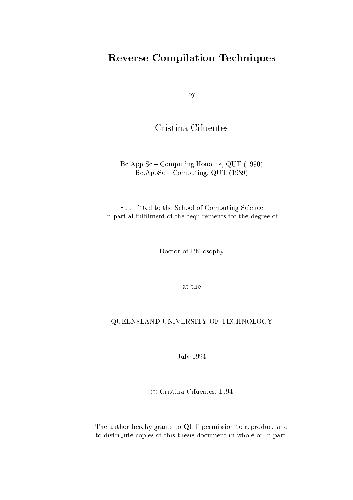 Reverse Compilation Techniques
by
Cristina Cifuentes
Bc.App.Sc – Computing Honours, QUT (1990)
Bc.App.Sc – Computing, QUT (1989)
Submitted to the School of Computing Science
in partial fulfilment of the requirements for the degree of
Doctor of Philosophy
at the
QUEENSLAND UNIVERSITY OF TECHNOLOGY
July 1994
© Cristina Cifuentes, 1994
The author hereby grants to QUT permission to reproduce and
to distribute copies of this thesis document in whole or in part.